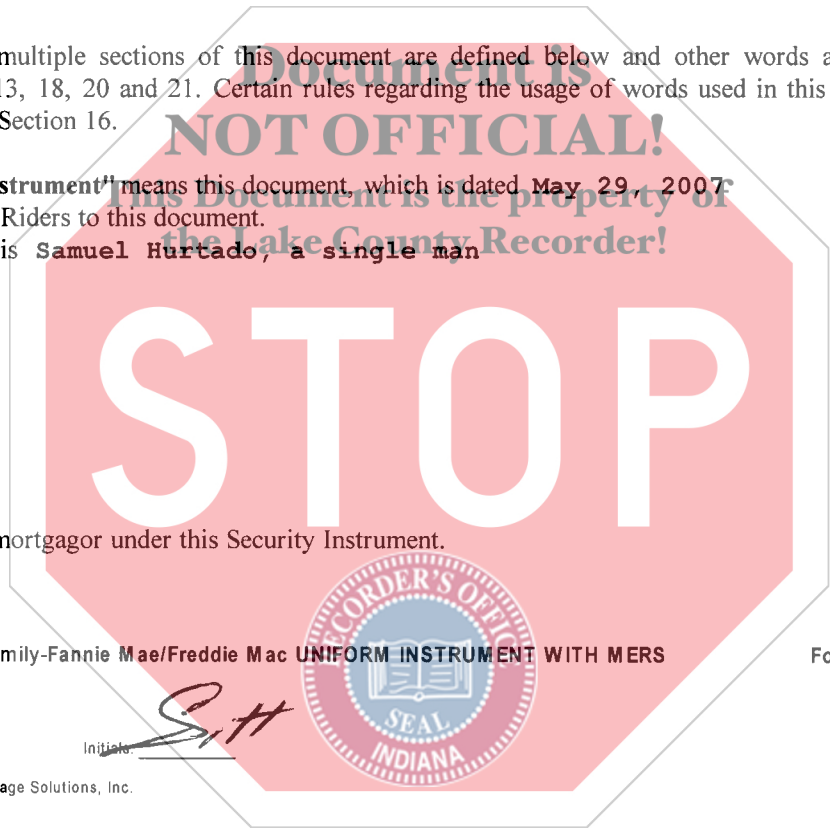 multiple sections of this document are defined below and other words a
13, 18, 20 and 21. Certain rules regarding the usage of words used in this
Section 16.
Document is
NOT OFFICIAL!
This Document is the property of
the Lake County Recorder!
strument" means this document, which is dated May 29, 2007
Riders to this document.
is Samuel Hurtado, a single man
STOP
mortgagor under this Security Instrument.
RECORDER'S OFFICE
SEAL
INDIANA
mily-Fannie Mae/Freddie Mac UNIFORM INSTRUMENT WITH MERS
Fo
Initials: SH
age Solutions, Inc.